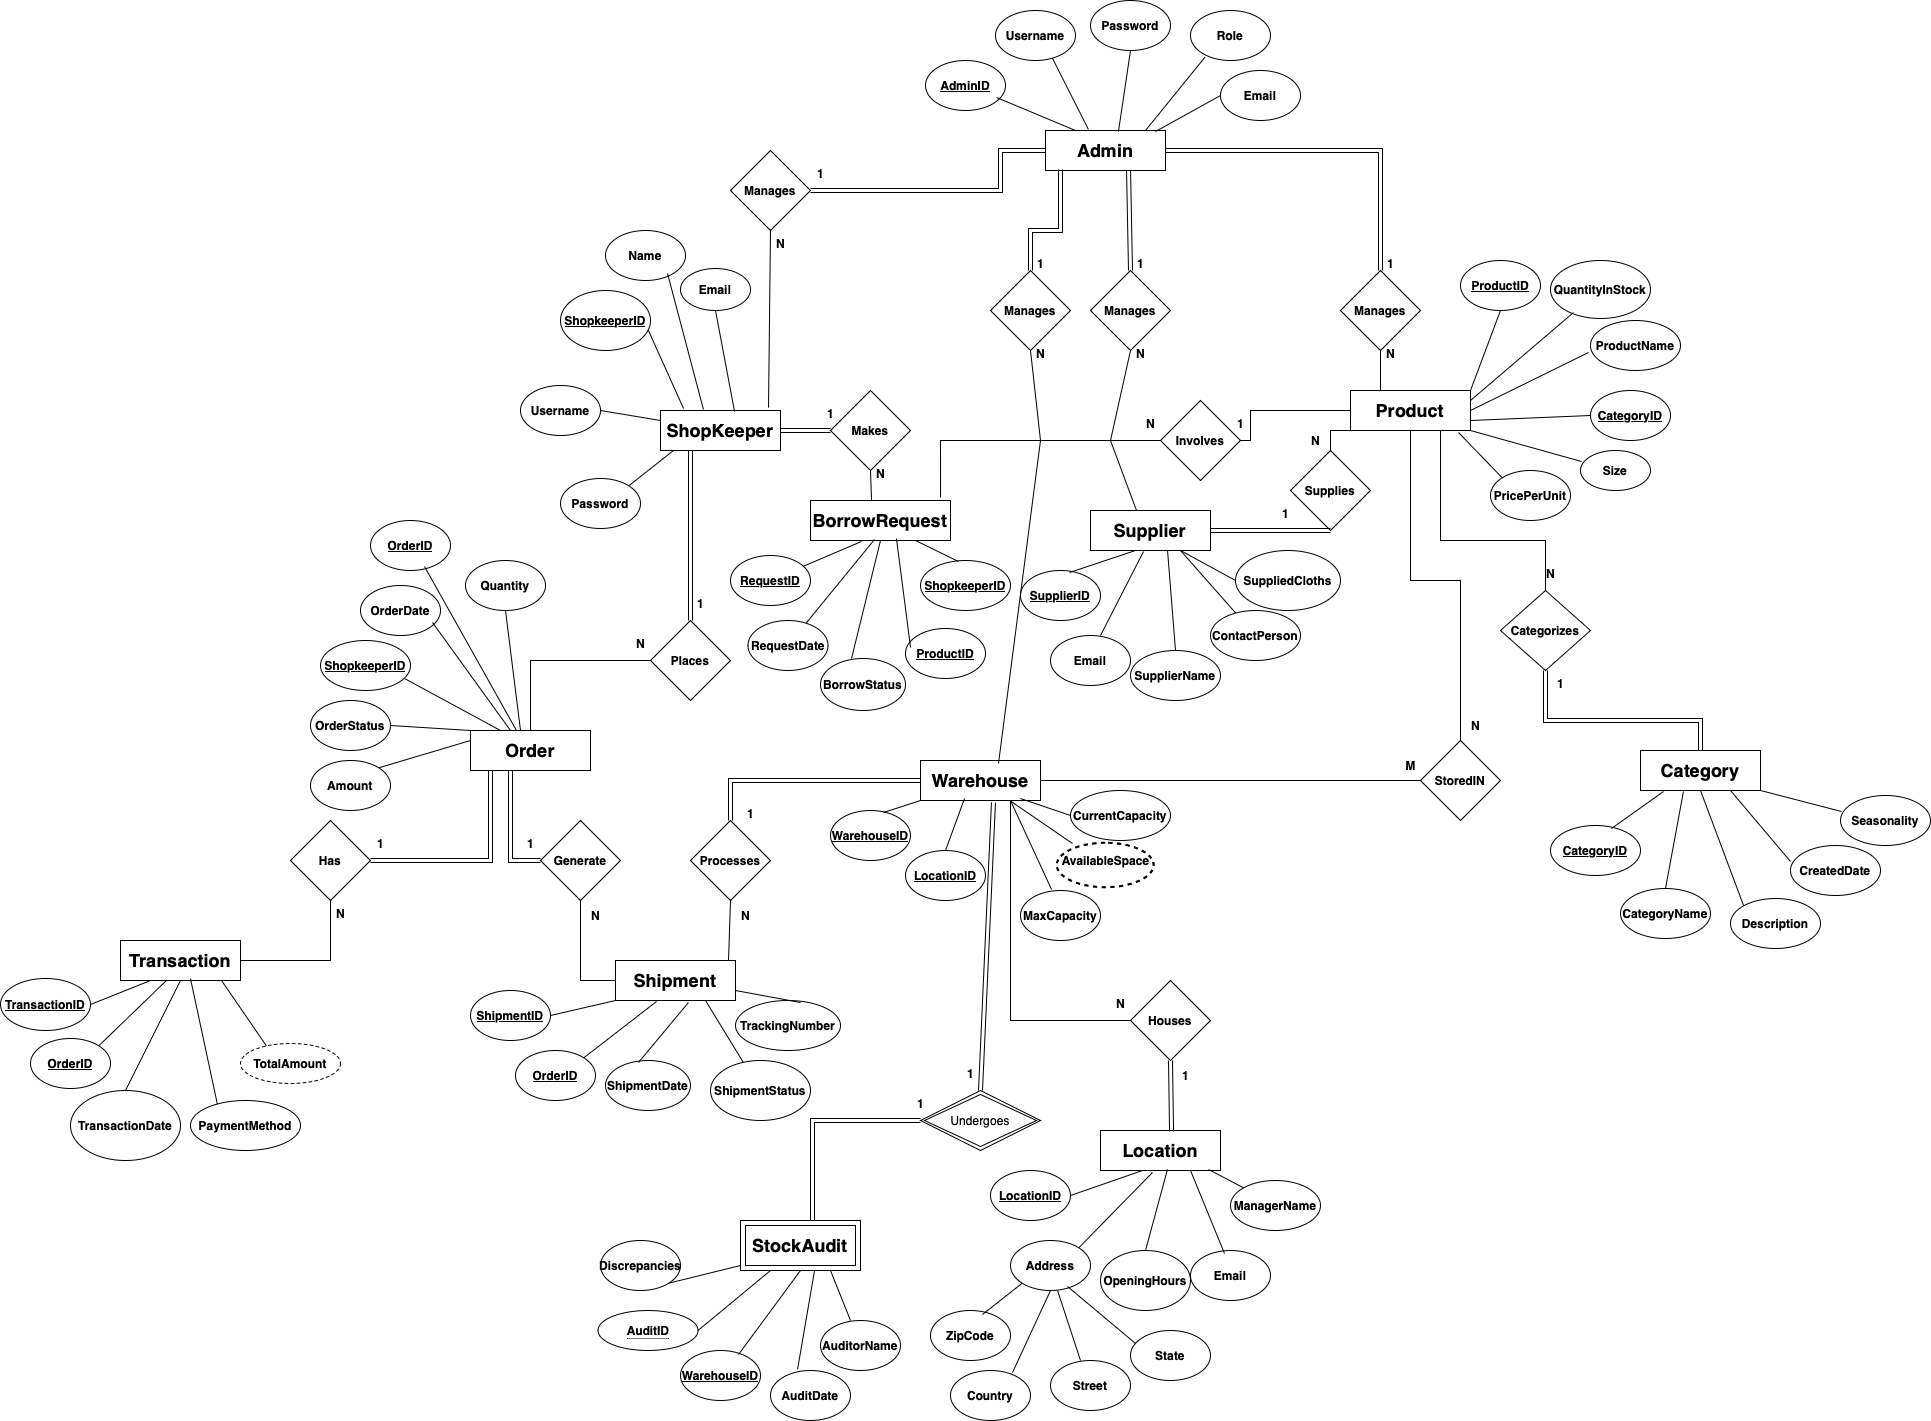 Password
Username
Role
AdminID
Email
Admin
1
Manages
N
1
Manages
N
1
Manages
N
1
Manages
N
Name
Email
ShopkeeperID
Username
Password
ShopKeeper
1
Makes
N
ProductID
QuantityInStock
ProductName
CategoryID
Size
PricePerUnit
Product
N
Involves
1
N
Supplies
1
BorrowRequest
RequestID
RequestDate
BorrowStatus
ProductID
ShopkeeperID
Supplier
SupplierID
Email
SupplierName
ContactPerson
SuppliedCloths
1
Places
N
OrderID
Quantity
OrderDate
ShopkeeperID
OrderStatus
Amount
Order
N
Categorizes
1
N
StoredIN
M
Category
CategoryID
CategoryName
Description
CreatedDate
Seasonality
Warehouse
WarehouseID
LocationID
CurrentCapacity
AvailableSpace
MaxCapacity
1
Has
N
1
Generate
N
1
Processes
N
Transaction
TransactionID
OrderID
TransactionDate
PaymentMethod
TotalAmount
Shipment
ShipmentID
OrderID
ShipmentDate
ShipmentStatus
TrackingNumber
N
Houses
1
1
Undergoes
1
Location
LocationID
ManagerName
Address
OpeningHours
Email
ZipCode
Country
Street
State
StockAudit
Discrepancies
AuditID
WarehouseID
AuditDate
AuditorName